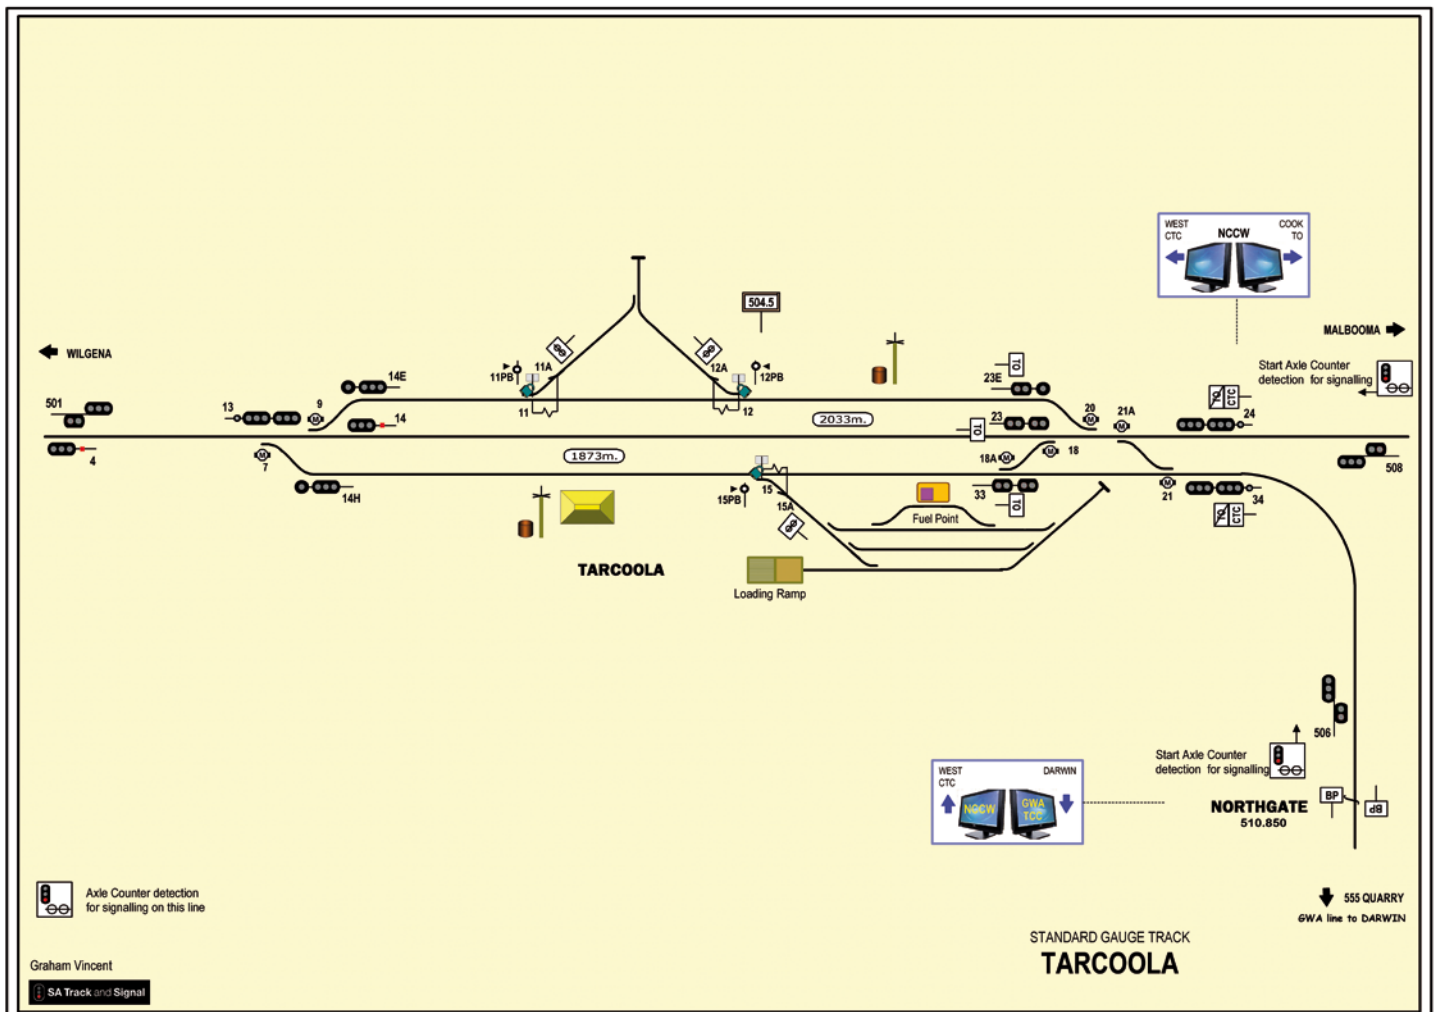 WEST
CTC
NCCW
COOK
TO
504.5
MALBOOMA
WILGENA
Start Axle Counter
detection for signalling
11PB
11A
12A
12PB
23E
TO
14E
501
13
9
14
11
12
2033m.
23
20
21A
TO
CTC
24
TO
4
7
1873m.
18A
18
508
14H
15PB
15
15A
33
TO
21
34
TO
CTC
Fuel Point
TARCOOLA
Loading Ramp
506
Start Axle Counter
detection for signalling
WEST
CTC
DARWIN
NCCW
GWA
TCC
NORTHGATE
510.850
BP
BP
Axle Counter detection
for signalling on this line
555 QUARRY
GWA line to DARWIN
STANDARD GAUGE TRACK
TARCOOLA
Graham Vincent
SA Track and Signal
M
M
M
M
M
M
M